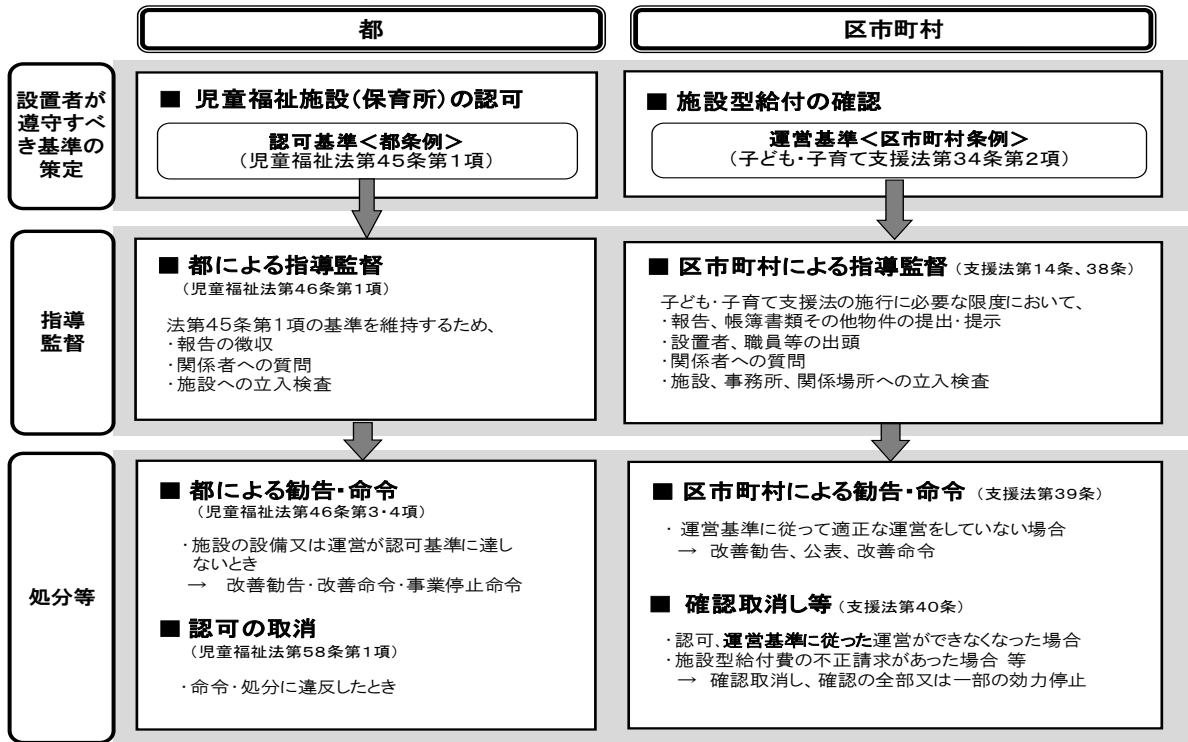 都
区市町村
設置者が
遵守すべ
き基準の
策定
■ 児童福祉施設(保育所)の認可
認可基準<都条例>
(児童福祉法第45条第1項)
■ 施設型給付の確認
運営基準<区市町村条例>
(子ども・子育て支援法第34条第2項)
指導
監督
■ 都による指導監督
(児童福祉法第46条第1項)
法第45条第1項の基準を維持するため、
・報告の徴収
・関係者への質問
・施設への立入検査
■ 区市町村による指導監督 (支援法第14条、38条)
子ども・子育て支援法の施行に必要な限度において、
・報告、帳簿書類その他物件の提出・提示
・設置者、職員等の出頭
・関係者への質問
・施設、事務所、関係場所への立入検査
処分等
■ 都による勧告・命令
(児童福祉法第46条第3・4項)
・施設の設備又は運営が認可基準に達し
ないとき
→ 改善勧告・改善命令・事業停止命令
■ 認可の取消
(児童福祉法第58条第1項)
・命令・処分に違反したとき
■ 区市町村による勧告・命令 (支援法第39条)
・ 運営基準に従って適正な運営をしていない場合
→ 改善勧告、公表、改善命令
■ 確認取消し等 (支援法第40条)
・認可、運営基準に従った運営ができなくなった場合
・施設型給付費の不正請求があった場合 等
→ 確認取消し、確認の全部又は一部の効力停止